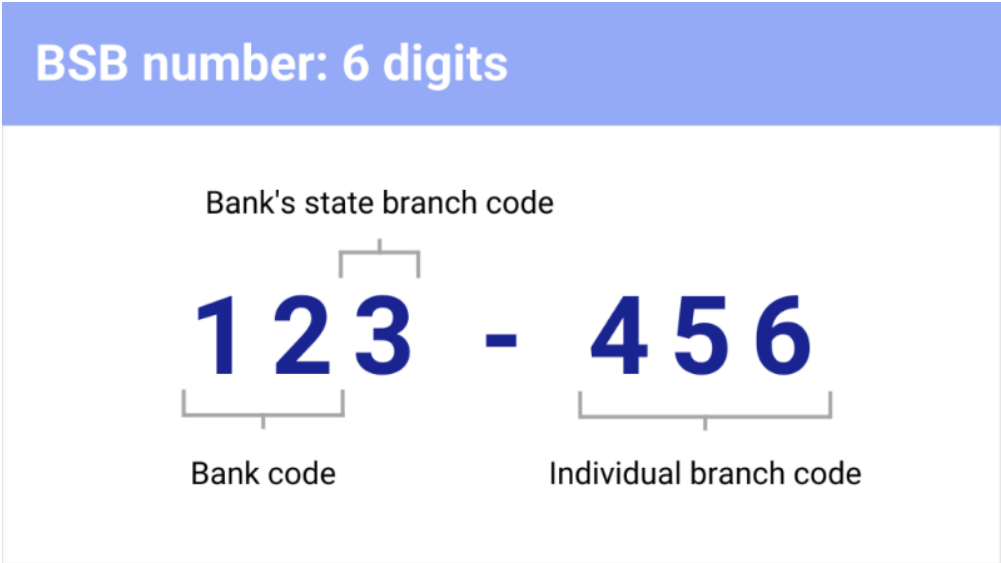 BSB number: 6 digits
Bank's state branch code
123 - 456
Bank code
Individual branch code